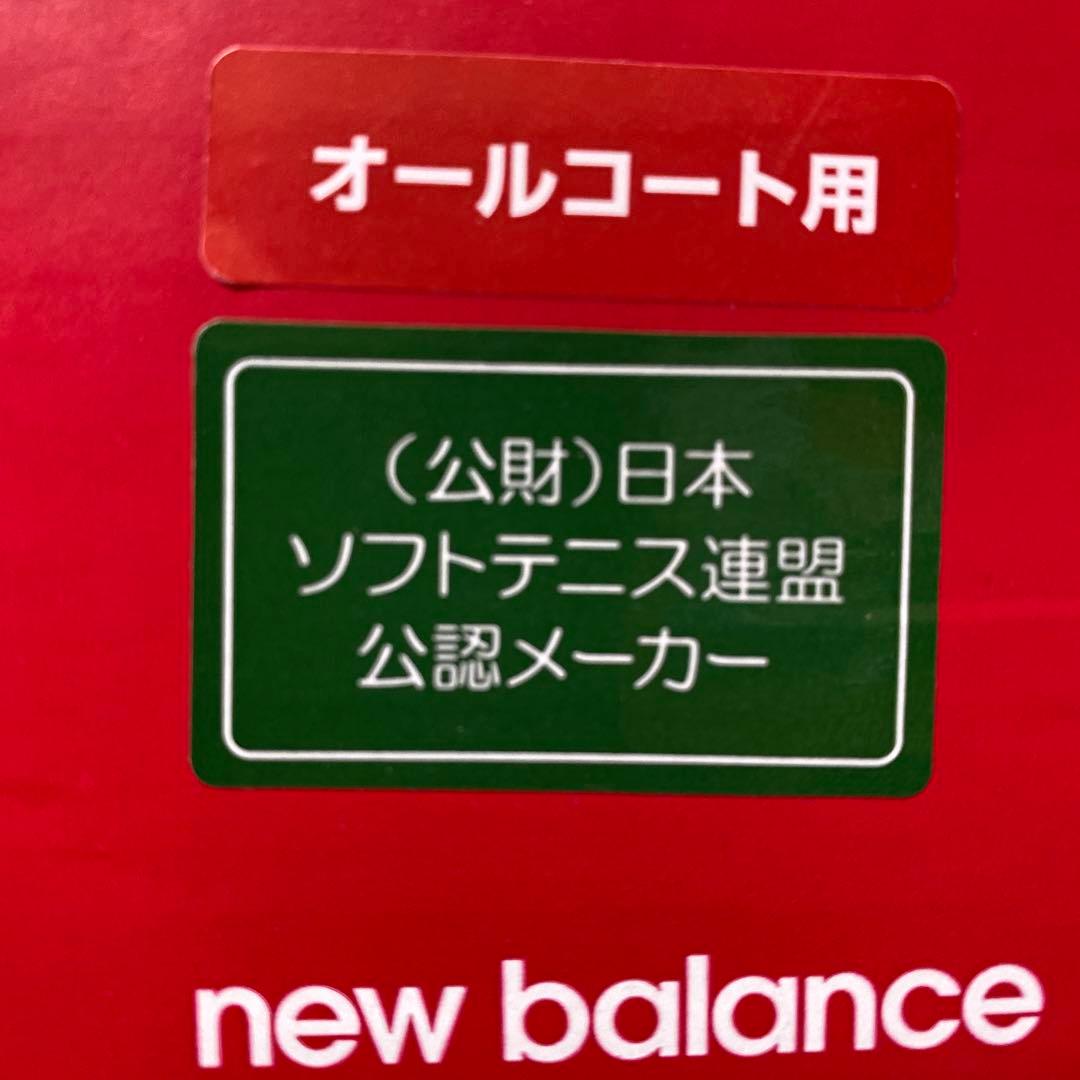 オールコート用
（公財）日本
ソフトテニス連盟
公認メーカー
new balance